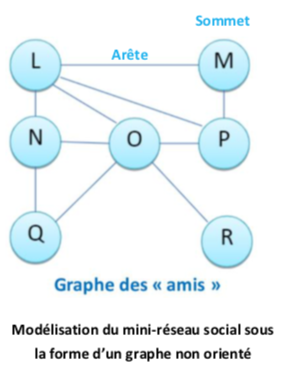 Sommet
L
Arête
M
N
O
P
Q
R
Graphe des « amis »
Modélisation du mini-réseau social sous
la forme d’un graphe non orienté